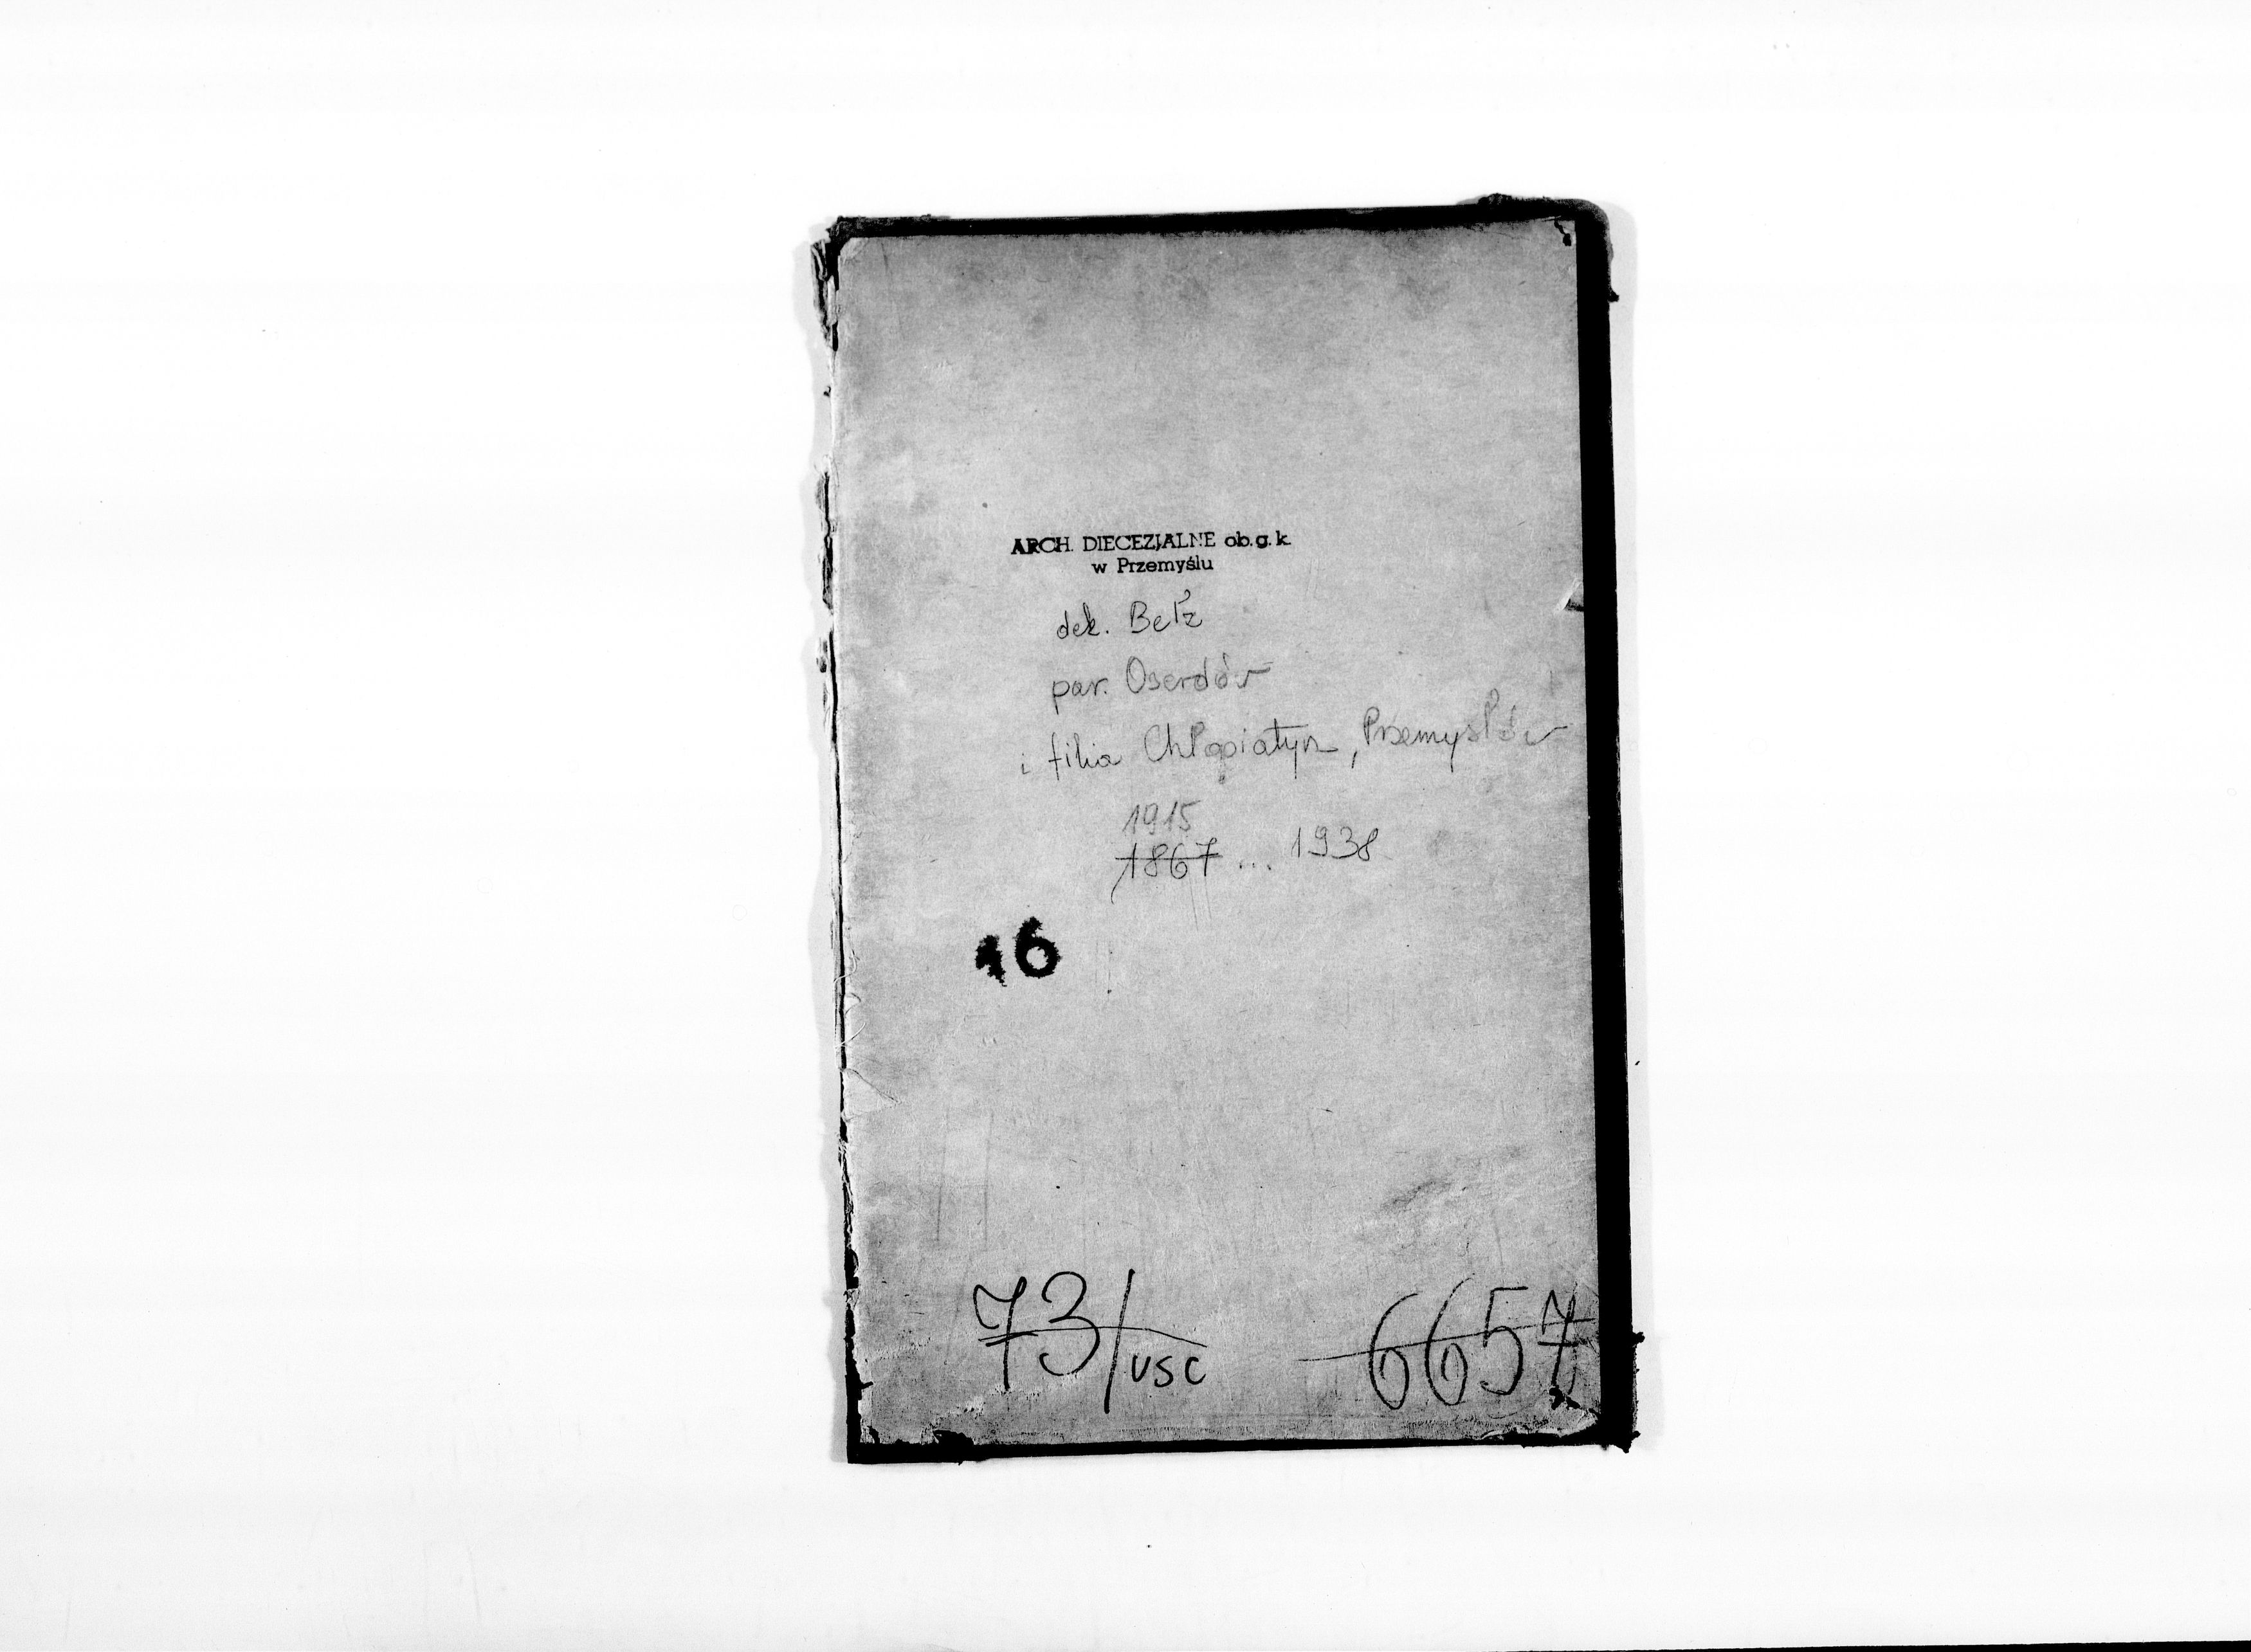 ARCH. DIECEZJALNE ob. g. k.
w Przemyślu
dek. Bełz
par. Oserdów
i filia Chłopiatyn, Przemysłów
1915
1867 ... 1938
16
73/USC
6657